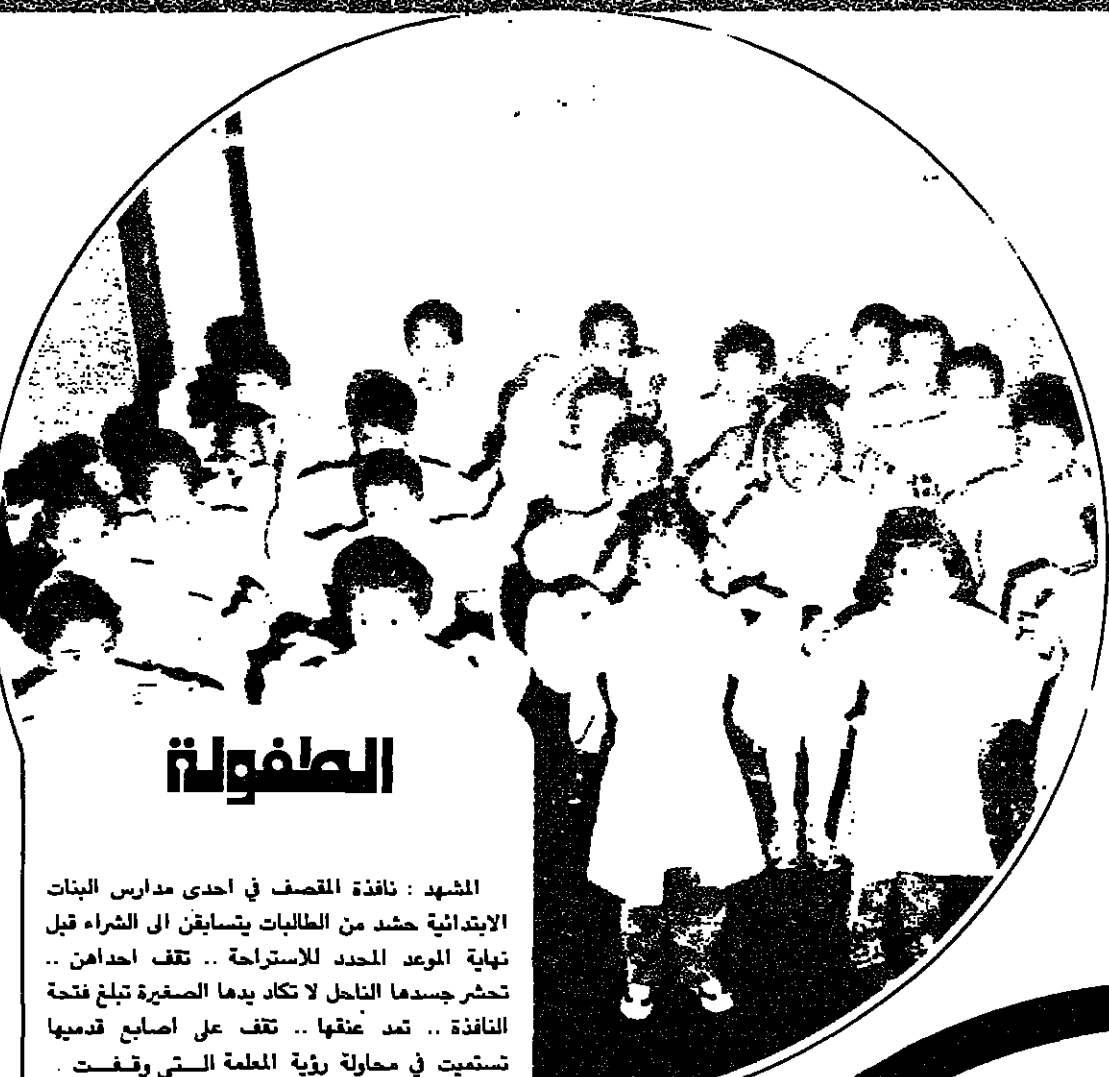 الطفولة
المشهد : نافذة المقصف في احدى مدارس البنات
الابتدائية حشد من الطالبات يتسابقن الى الشراء قبل
نهاية الموعد المحدد للاستراحة .. تقف احداهن ..
تحشر جسدها الناحل لا تكاد يدها الصغيرة تبلغ فتحة
النافذة .. تمد عنقها .. تقف على اصابع قدميها
تستميت في محاولة رؤية المعلمة الـــتي وقـفـــت .